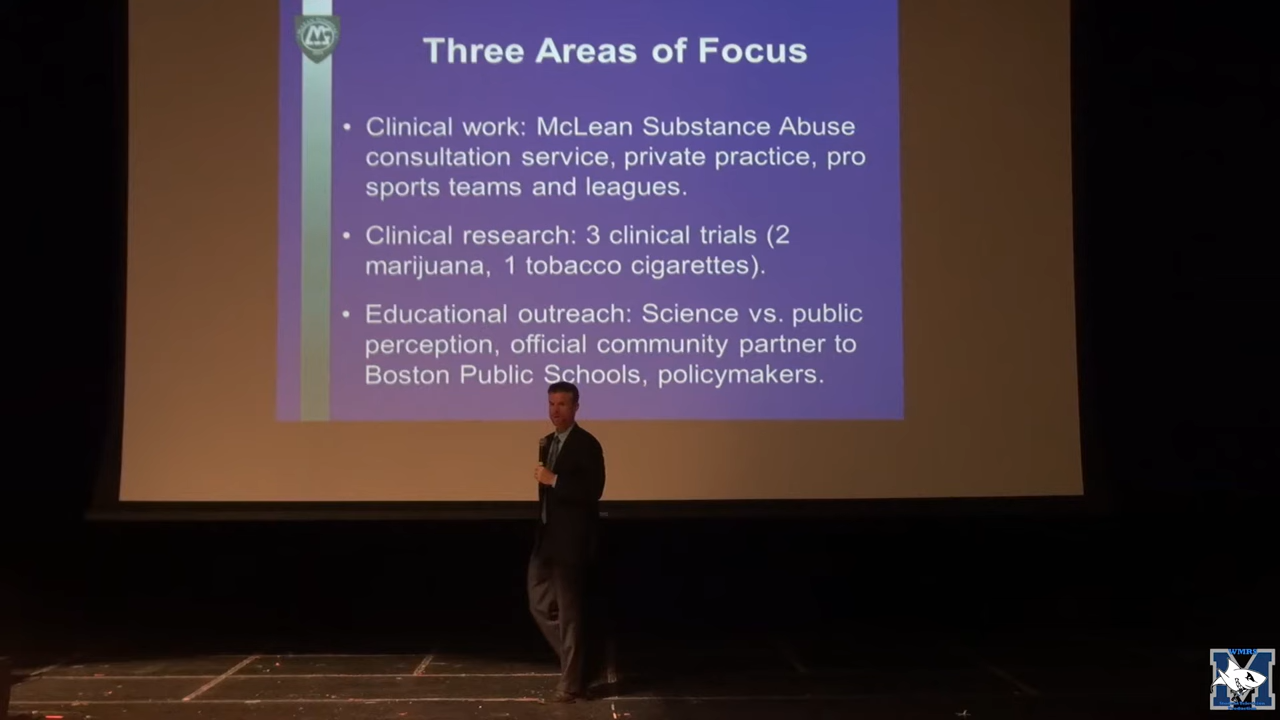 Three Areas of Focus
• Clinical work: McLean Substance Abuse
consultation service, private practice, pro
sports teams and leagues.
• Clinical research: 3 clinical trials (2
marijuana, 1 tobacco cigarettes).
• Educational outreach: Science vs. public
perception, official community partner to
Boston Public Schools, policymakers.
WMRS
M